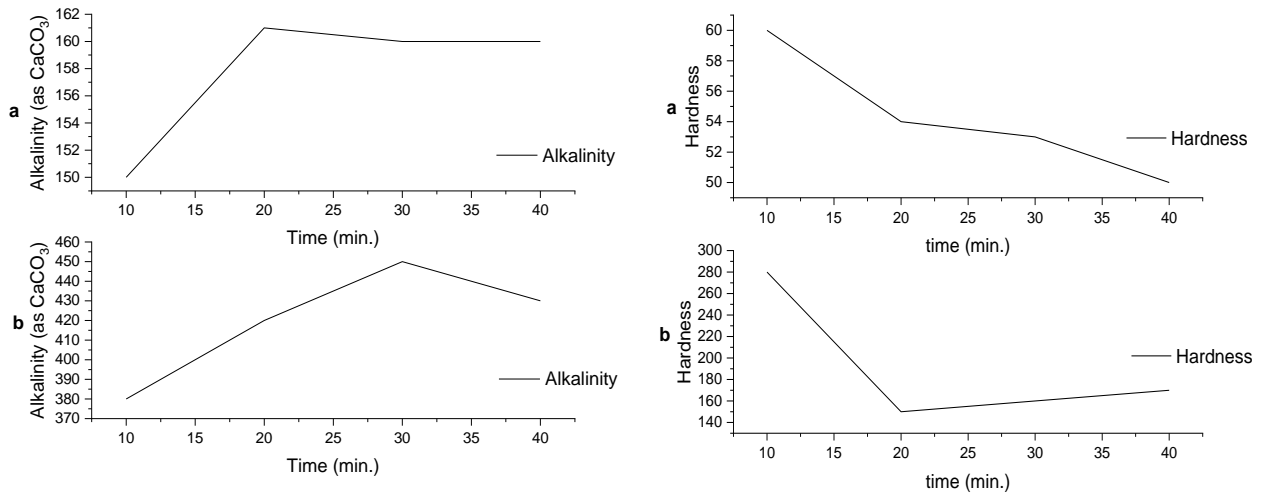 162
160
158
156
154
152
150
Alkalinity (as CaCO₃)
a
Alkalinity
10 15 20 25 30 35 40
Time (min.)
60
58
56
54
52
50
Hardness
a
Hardness
10 15 20 25 30 35 40
time (min.)
460
450
440
430
420
410
400
390
380
370
Alkalinity (as CaCO₃)
b
Alkalinity
10 15 20 25 30 35 40
Time (min.)
300
280
260
240
220
200
180
160
140
Hardness
b
Hardness
10 15 20 25 30 35 40
time (min.)